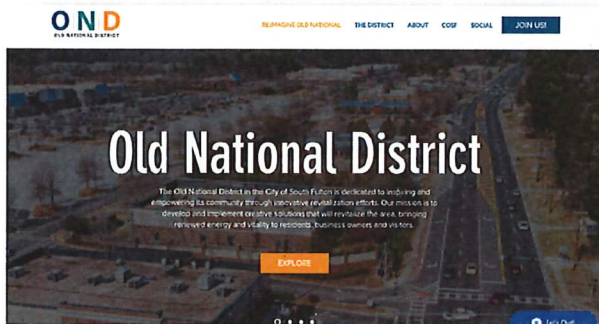 OND
OLD NATIONAL DISTRICT
REIMAGINE OLD NATIONAL THE DISTRICT ABOUT COSF SOCIAL JOIN US!
Old National District
The Old National District in the City of South Fulton is dedicated to inspiring and
empowering its community through innovative revitalization efforts. Our mission is to
develop and implement creative solutions that will revitalize the area, bringing
renewed energy and vitality to residents, business owners and visitors.
EXPLORE
Let's Chat!